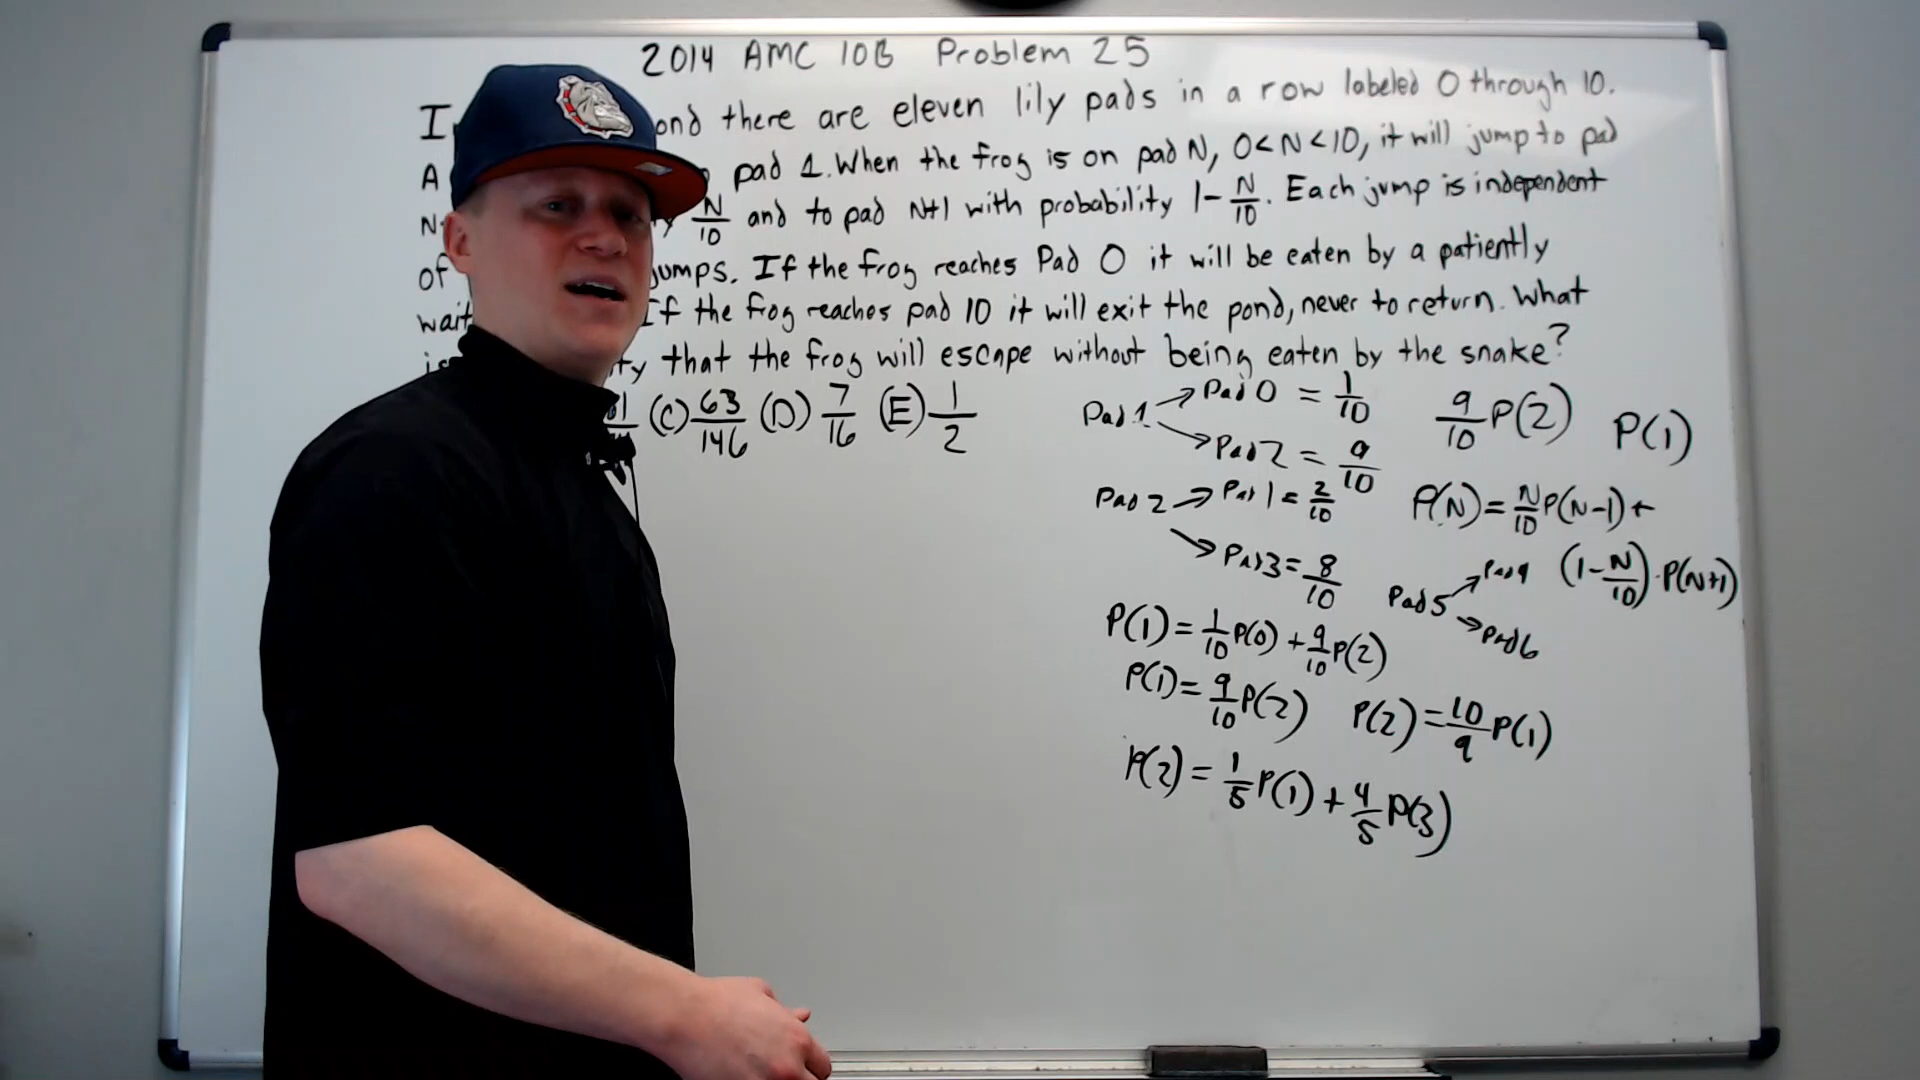 2014 AMC 10B Problem 25
I ond there are eleven lily pads in a row labeled 0 through 10.
A pad 1. When the frog is on pad N, 0<N<10, it will jump to pad
N- N/10 and to pad N+1 with probability 1-N/10. Each jump is independent
of jumps. If the frog reaches Pad 0 it will be eaten by a patiently
wait If the frog reaches pad 10 it will exit the pond, never to return. What
is ty that the frog will escape without being eaten by the snake?
(C) 63/146 (D) 7/16 (E) 1/2
Pad 1 → Pad 0 = 1/10
→ Pad 2 = 9/10
9/10 P(2) P(1)
Pad 2 → Pad 1 = 2/10
→ Pad 3 = 8/10
P(N) = N/10 P(N-1) +
(1-N/10)·P(N+1)
Pad 5 → Pad 4
→ Pad 6
P(1) = 1/10 P(0) + 9/10 P(2)
P(1) = 9/10 P(2) P(2) = 10/9 P(1)
P(2) = 1/5 P(1) + 4/5 P(3)